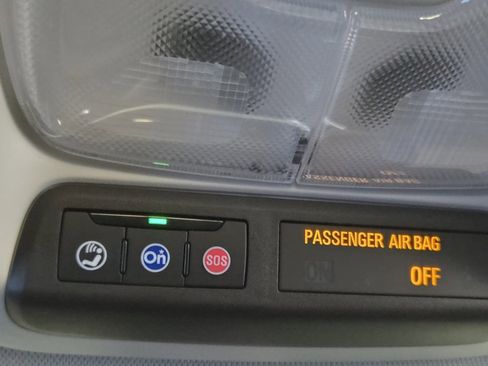 PASSENGER AIR BAG
On SOS ON OFF